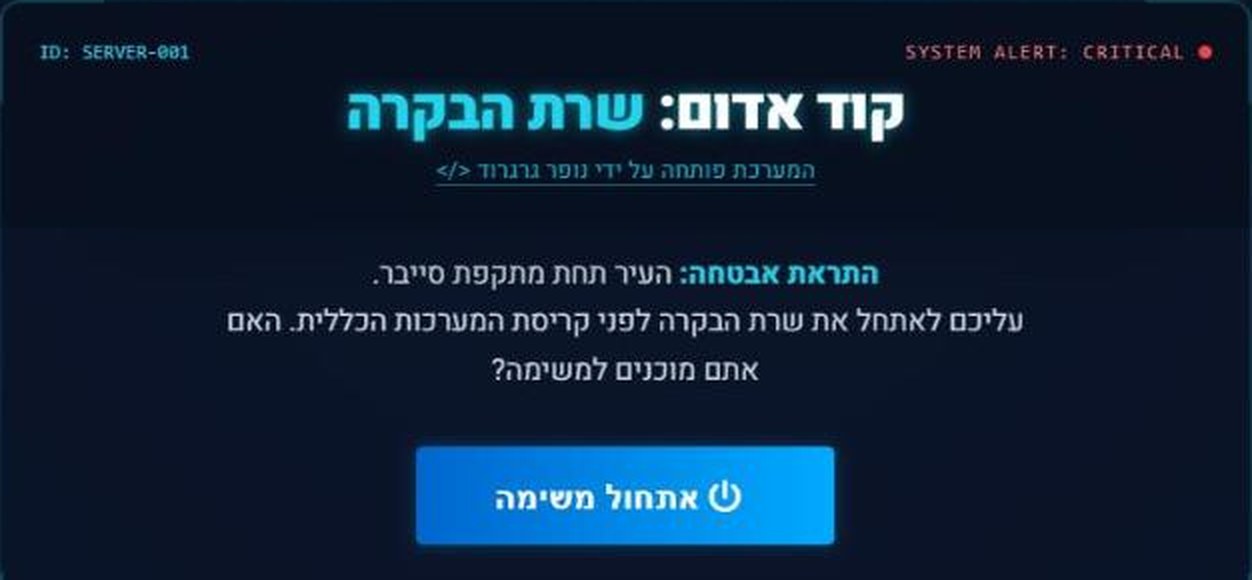 SYSTEM ALERT: CRITICAL
ID: SERVER-001
קוד אדום: שרת הבקרה
המערכת פותחה על ידי נופר גרגרוד </>
התראת אבטחה: העיר תחת מתקפת סייבר.
עליכם לאתחל את שרת הבקרה לפני קריסת המערכות הכללית. האם
אתם מוכנים למשימה?
אתחול משימה